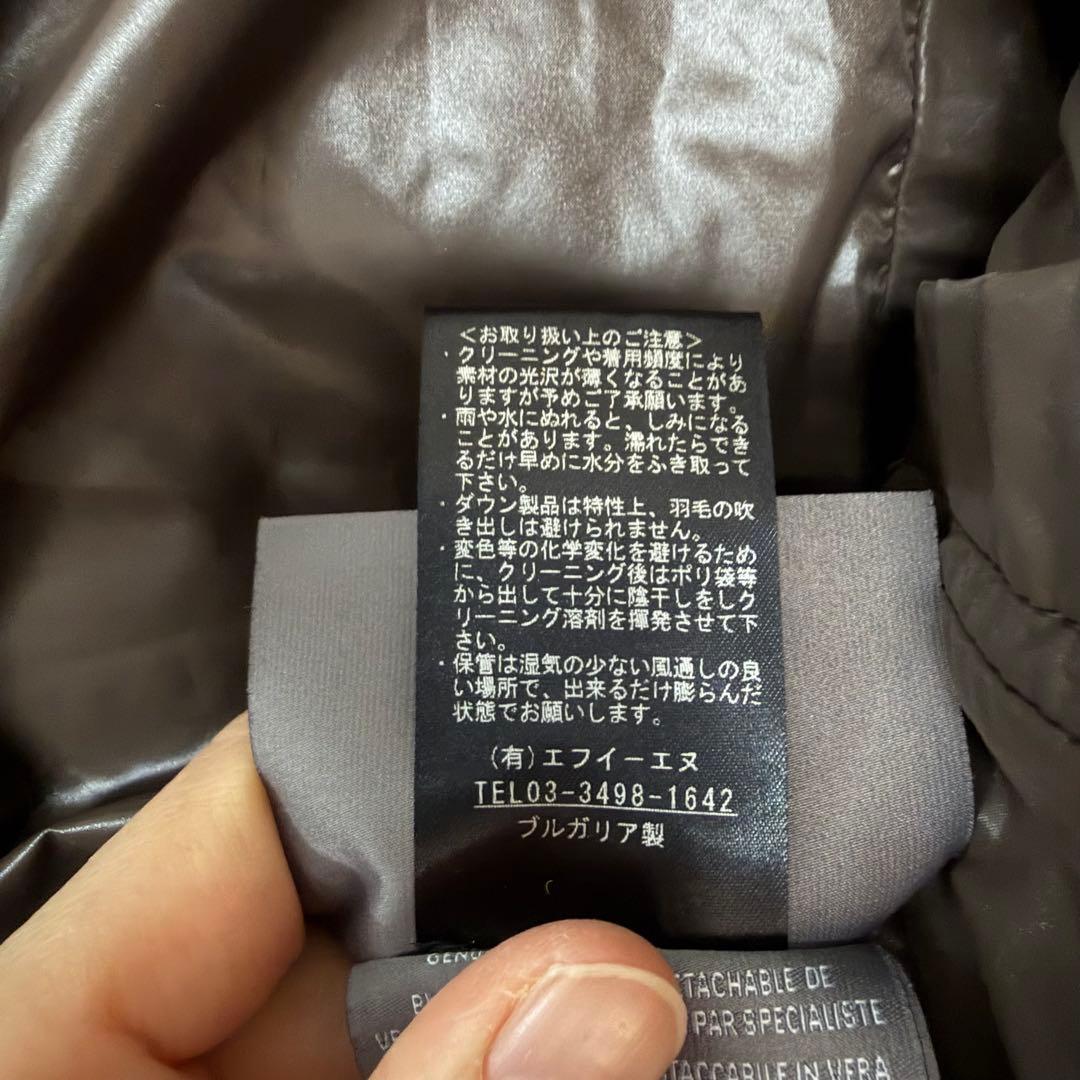 <お取り扱い上のご注意>
・クリーニングや着用頻度により
素材の光沢が薄くなることがあ
りますが予めご了承願います。
・雨や水にぬれると、しみになる
ことがあります。濡れたらでき
るだけ早めに水分をふき取って
下さい。
・ダウン製品は特性上、羽毛の吹
き出しは避けられません。
・変色等の化学変化を避けるため
に、クリーニング後はポリ袋等
から出して十分に陰干しをしク
リーニング溶剤を揮発させて下
さい。
・保管は湿気の少ない風通しの良
い場所で、出来るだけ膨らんだ
状態でお願いします。
(有)エフイーエヌ
TEL03-3498-1642
ブルガリア製
TACHABLE DE
PAR SPECIALISTE
TACCABILE IN VERA